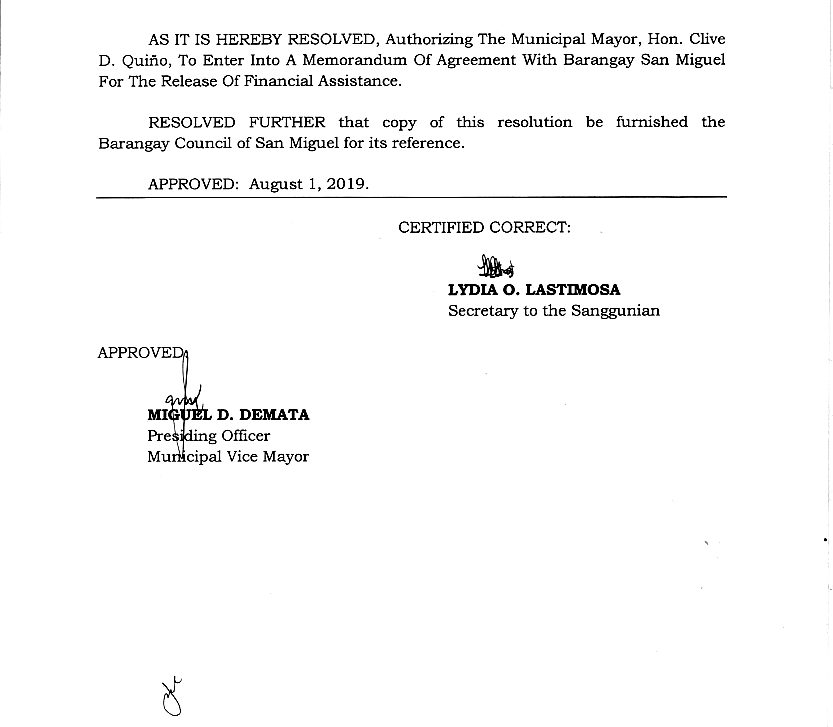 AS IT IS HEREBY RESOLVED, Authorizing The Municipal Mayor, Hon. Clive
D. Quiño, To Enter Into A Memorandum Of Agreement With Barangay San Miguel
For The Release Of Financial Assistance.
RESOLVED FURTHER that copy of this resolution be furnished the
Barangay Council of San Miguel for its reference.
APPROVED: August 1, 2019.
CERTIFIED CORRECT:
LYDIA O. LASTIMOSA
Secretary to the Sanggunian
APPROVED
MIGUEL D. DEMATA
Presiding Officer
Municipal Vice Mayor